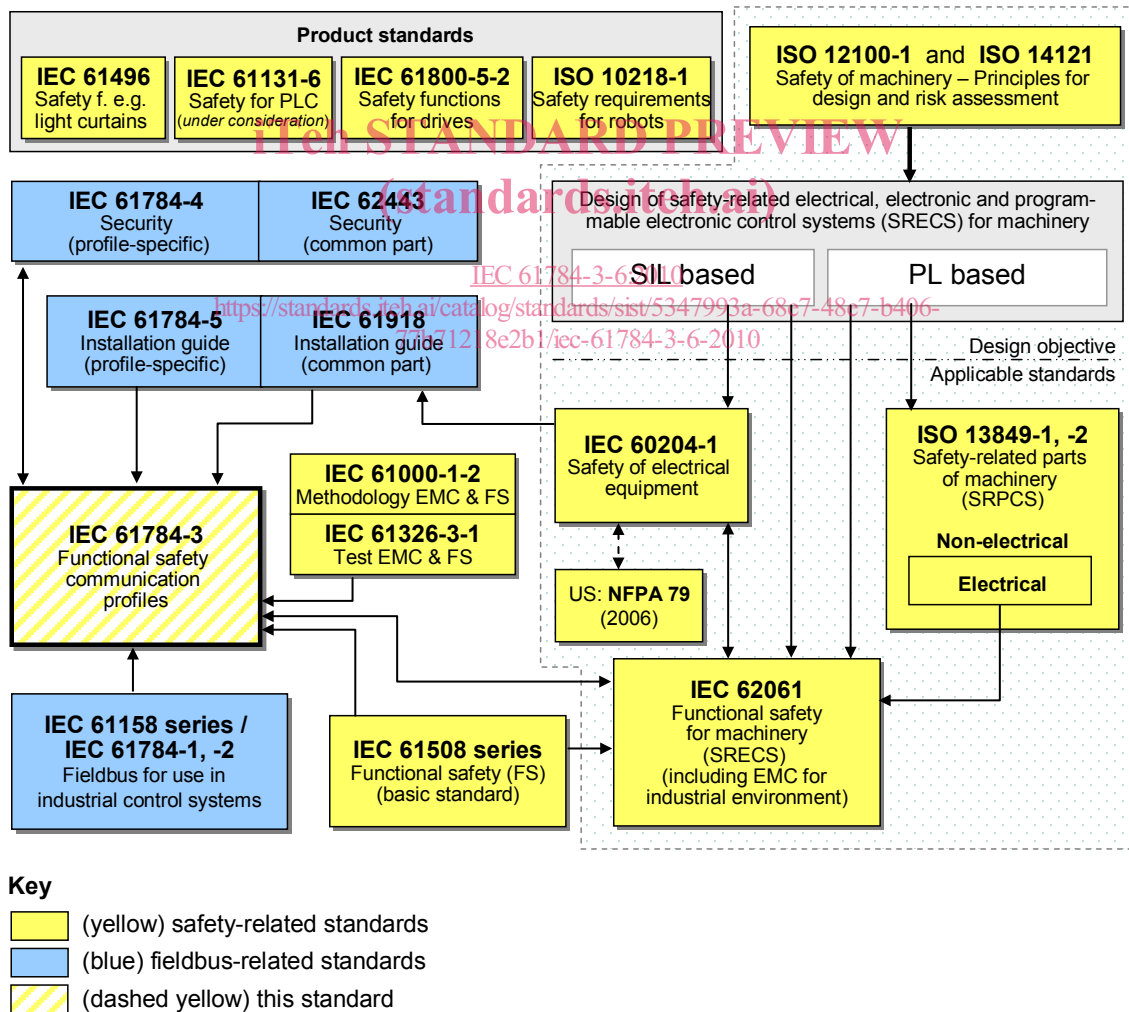 Product standards
IEC 61496
Safety f. e.g.
light curtains
IEC 61131-6
Safety for PLC
(under consideration)
IEC 61800-5-2
Safety functions
for drives
ISO 10218-1
Safety requirements
for robots
ISO 12100-1 and ISO 14121
Safety of machinery – Principles for
design and risk assessment
iTeh STANDARD PREVIEW
(standards.iteh.ai)
IEC 61784-4
Security
(profile-specific)
IEC 62443
Security
(common part)
Design of safety-related electrical, electronic and program-
mable electronic control systems (SRECS) for machinery
SIL based
PL based
IEC 61784-3-6:2010
https://standards.iteh.ai/catalog/standards/sist/5347993a-68e7-48e7-b406-
77b71218e2b1/iec-61784-3-6-2010
IEC 61784-5
Installation guide
(profile-specific)
IEC 61918
Installation guide
(common part)
Design objective
Applicable standards
IEC 60204-1
Safety of electrical
equipment
ISO 13849-1, -2
Safety-related parts
of machinery
(SRPCS)
Non-electrical
Electrical
IEC 61000-1-2
Methodology EMC & FS
IEC 61326-3-1
Test EMC & FS
IEC 61784-3
Functional safety
communication
profiles
US: NFPA 79
(2006)
IEC 62061
Functional safety
for machinery
(SRECS)
(including EMC for
industrial environment)
IEC 61158 series /
IEC 61784-1, -2
Fieldbus for use in
industrial control systems
IEC 61508 series
Functional safety (FS)
(basic standard)
Key
(yellow) safety-related standards
(blue) fieldbus-related standards
(dashed yellow) this standard